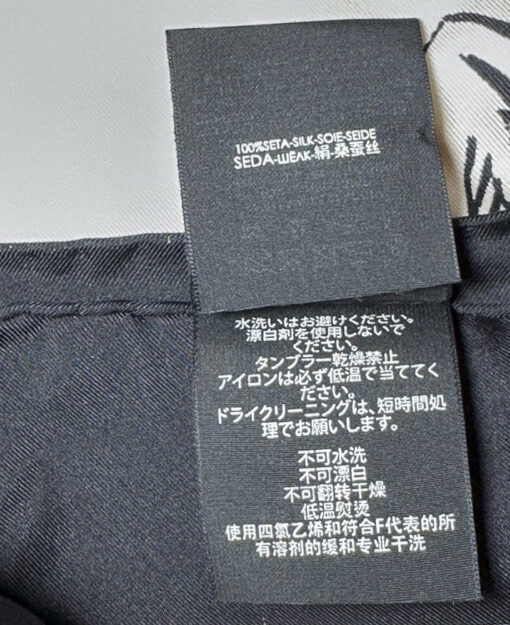 100%SETA-SILK-SOIE-SEIDE
SEDA-ШЁЛК-絹-桑蚕丝
水洗いはお避けください。
漂白剤を使用しないで
ください。
タンブラー乾燥禁止
アイロンは必ず低温で当ててく
ださい。
ドライクリーニングは、短時間処
理でお願いします。
不可水洗
不可漂白
不可翻转干燥
低温熨烫
使用四氯乙烯和符合F代表的所
有溶剂的缓和专业干洗